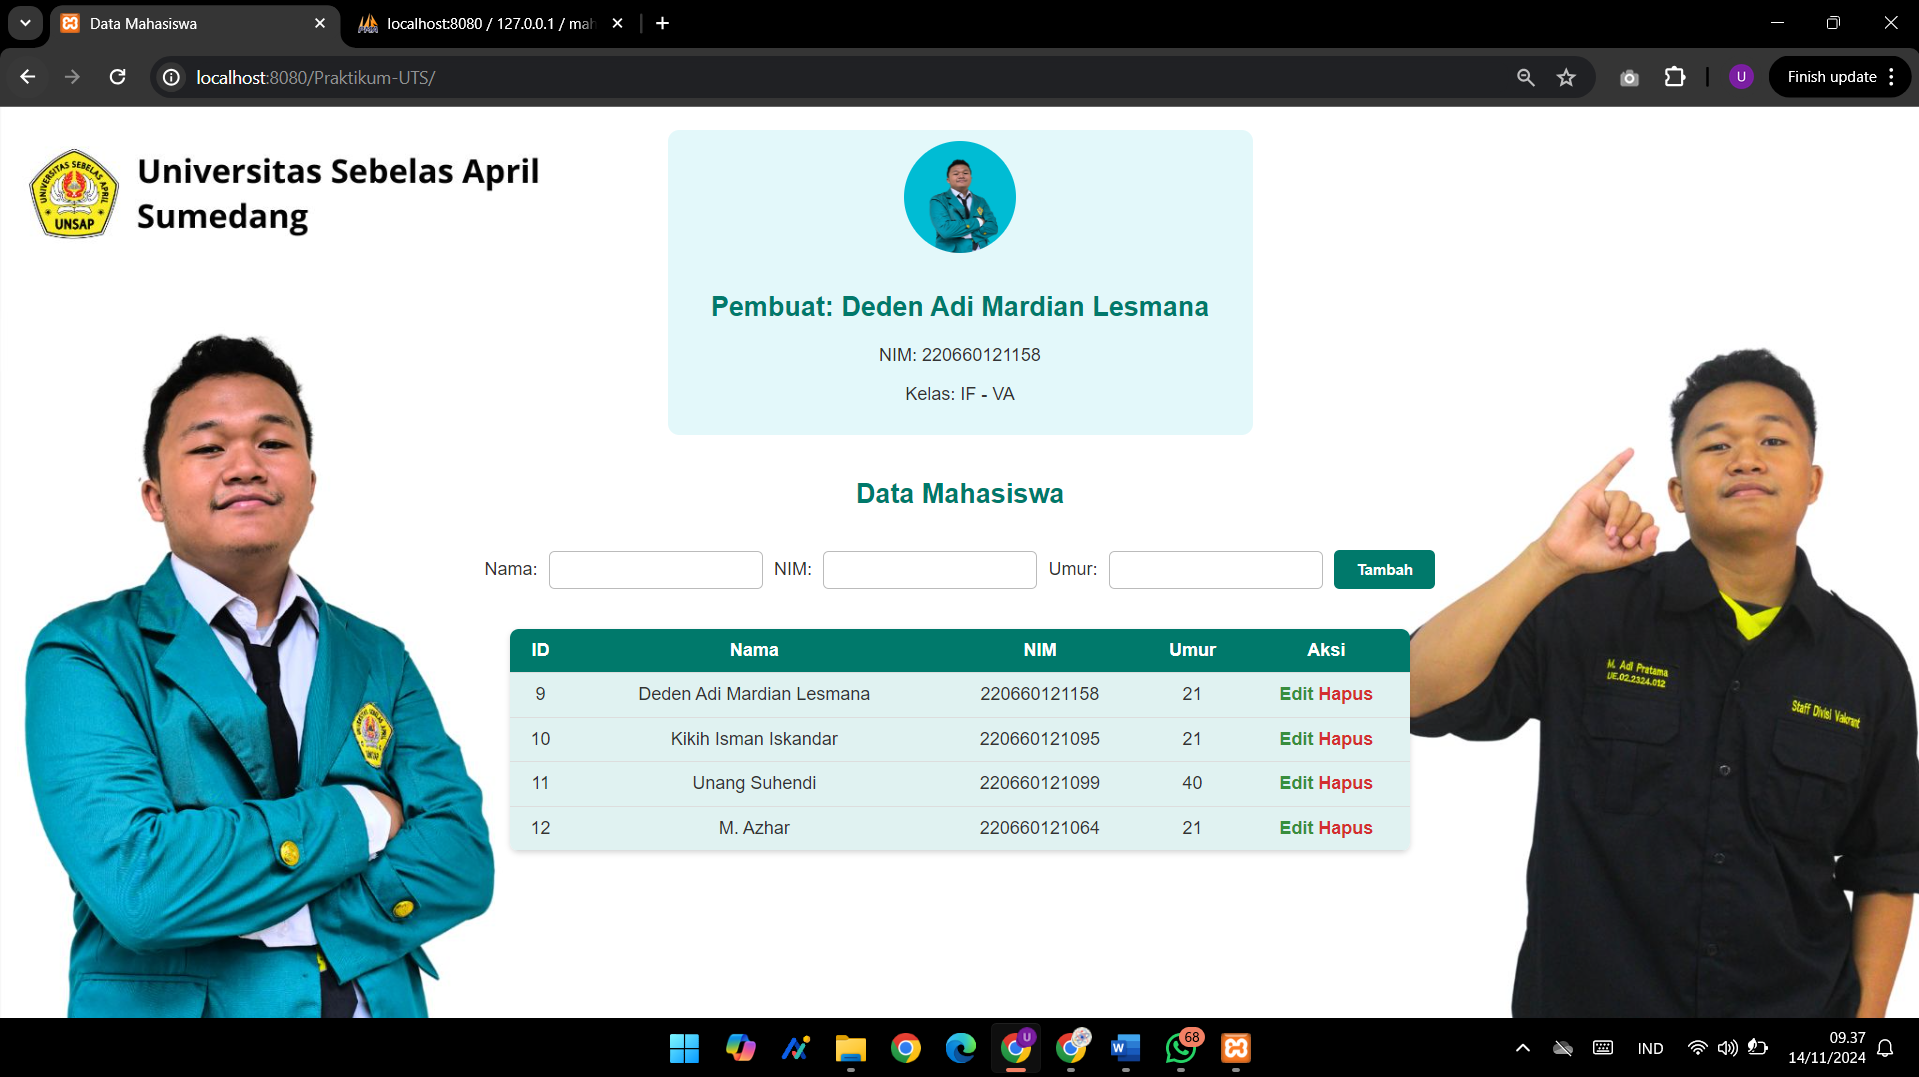 Data Mahasiswa
localhost:8080 / 127.0.0.1 / mah
localhost:8080/Praktikum-UTS/
U
Finish update
UNIVERSITAS SEBELAS APRIL
UNSAP
Universitas Sebelas April
Sumedang
Pembuat: Deden Adi Mardian Lesmana
NIM: 220660121158
Kelas: IF - VA
Data Mahasiswa
Nama:
NIM:
Umur:
Tambah
ID Nama NIM Umur Aksi
9 Deden Adi Mardian Lesmana 220660121158 21 Edit Hapus
10 Kikih Isman Iskandar 220660121095 21 Edit Hapus
11 Unang Suhendi 220660121099 40 Edit Hapus
12 M. Azhar 220660121064 21 Edit Hapus
M. Adi Pratama
UE.02.2324.012
Staff Divisi Vakrant
U
W
68
IND
09.37
14/11/2024